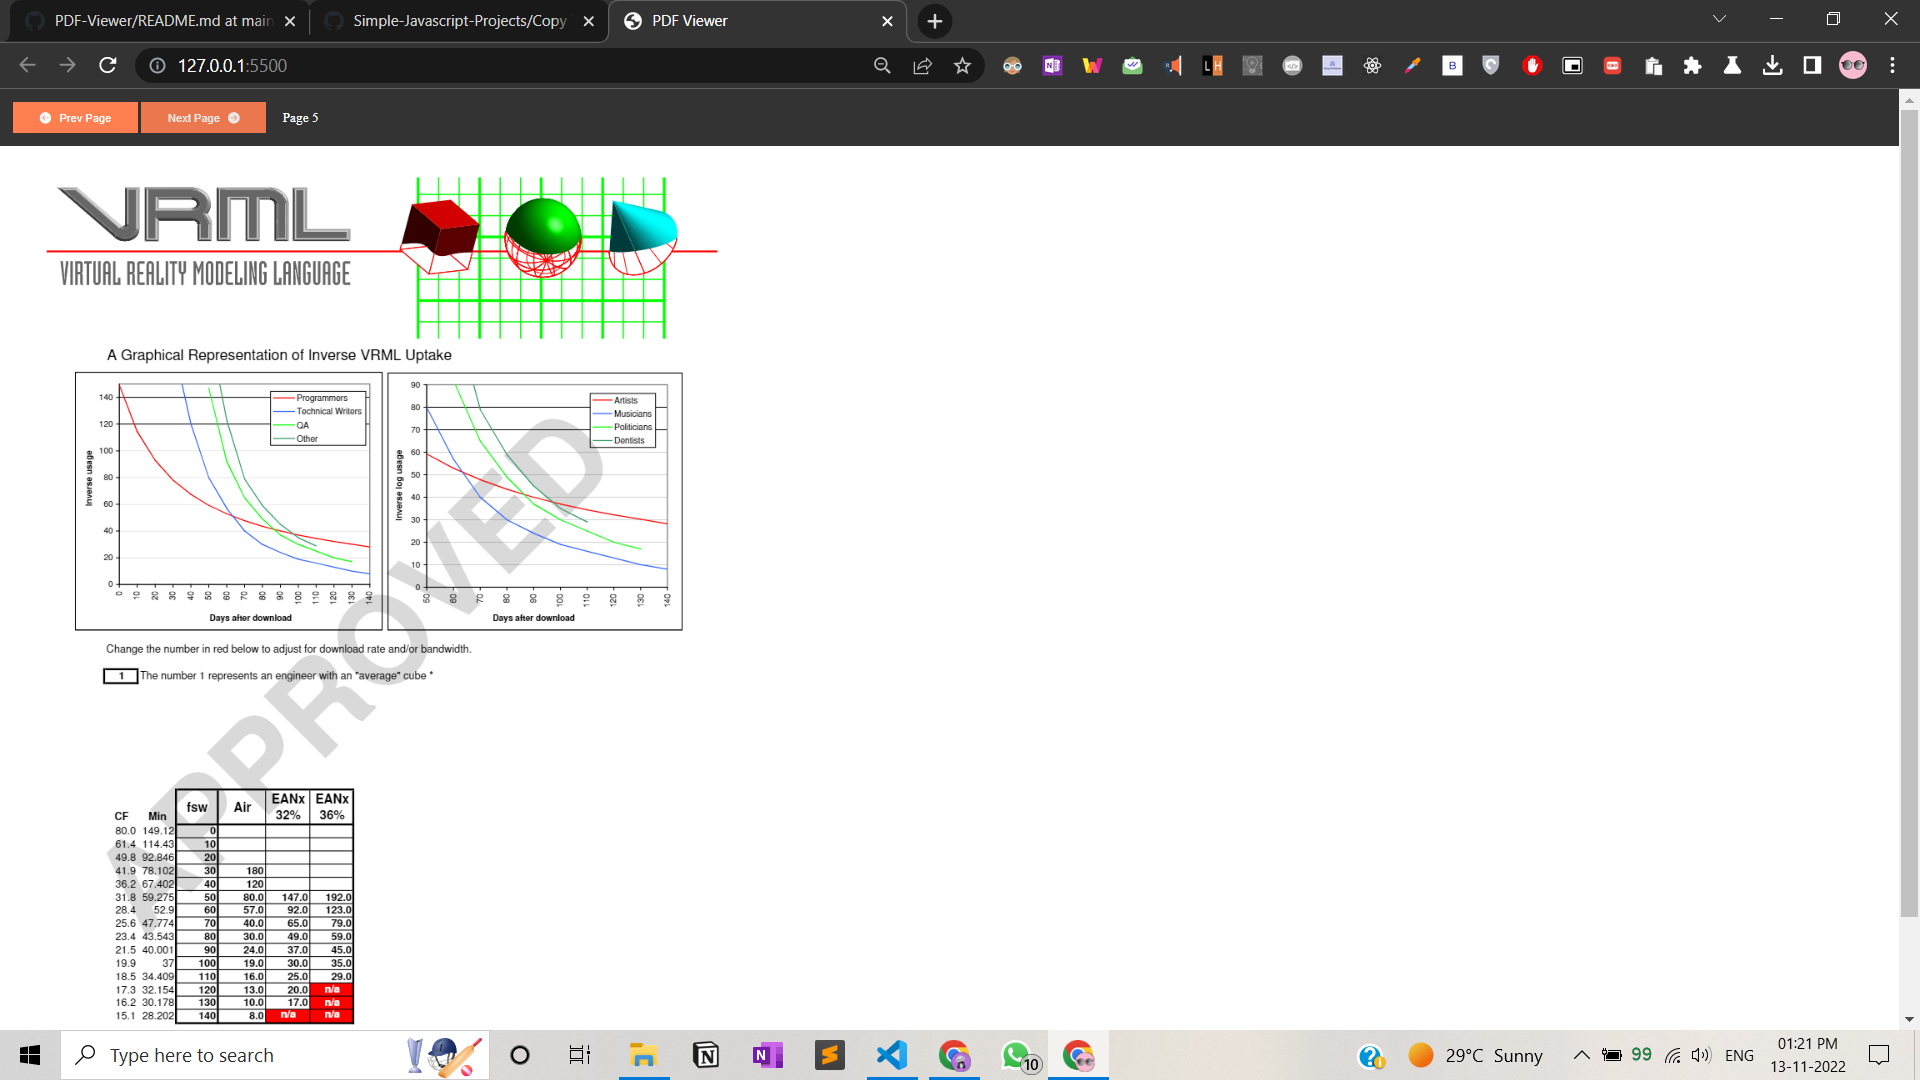 PDF-Viewer/README.md at main
Simple-Javascript-Projects/Copy
PDF Viewer
127.0.0.1:5500
Prev Page
Next Page
Page 5
VRML
VIRTUAL REALITY MODELING LANGUAGE
A Graphical Representation of Inverse VRML Uptake
140
120
100
80
60
40
20
0
Inverse usage
Programmers
Technical Writers
QA
Other
0 10 20 30 40 50 60 70 80 90 100 110 120 130 140
Days after download
90
80
70
60
50
40
30
20
10
0
Inverse log usage
Artists
Musicians
Politicians
Dentists
50 60 70 80 90 100 110 120 130 140
Days after download
APPROVED
Change the number in red below to adjust for download rate and/or bandwidth.
1 The number 1 represents an engineer with an "average" cube *
CF Min fsw Air EANx 32% EANx 36%
80.0 149.12 0
61.4 114.43 10
49.8 92.846 20
41.9 78.102 30 180
36.2 67.402 40 120
31.8 59.275 50 80.0 147.0 192.0
28.4 52.9 60 57.0 92.0 123.0
25.6 47.774 70 40.0 65.0 79.0
23.4 43.543 80 30.0 49.0 59.0
21.5 40.001 90 24.0 37.0 45.0
19.9 37 100 19.0 30.0 35.0
18.5 34.409 110 16.0 25.0 29.0
17.3 32.154 120 13.0 20.0 n/a
16.2 30.178 130 10.0 17.0 n/a
15.1 28.202 140 8.0 n/a n/a
Type here to search
10
29°C Sunny
99
ENG
01:21 PM
13-11-2022